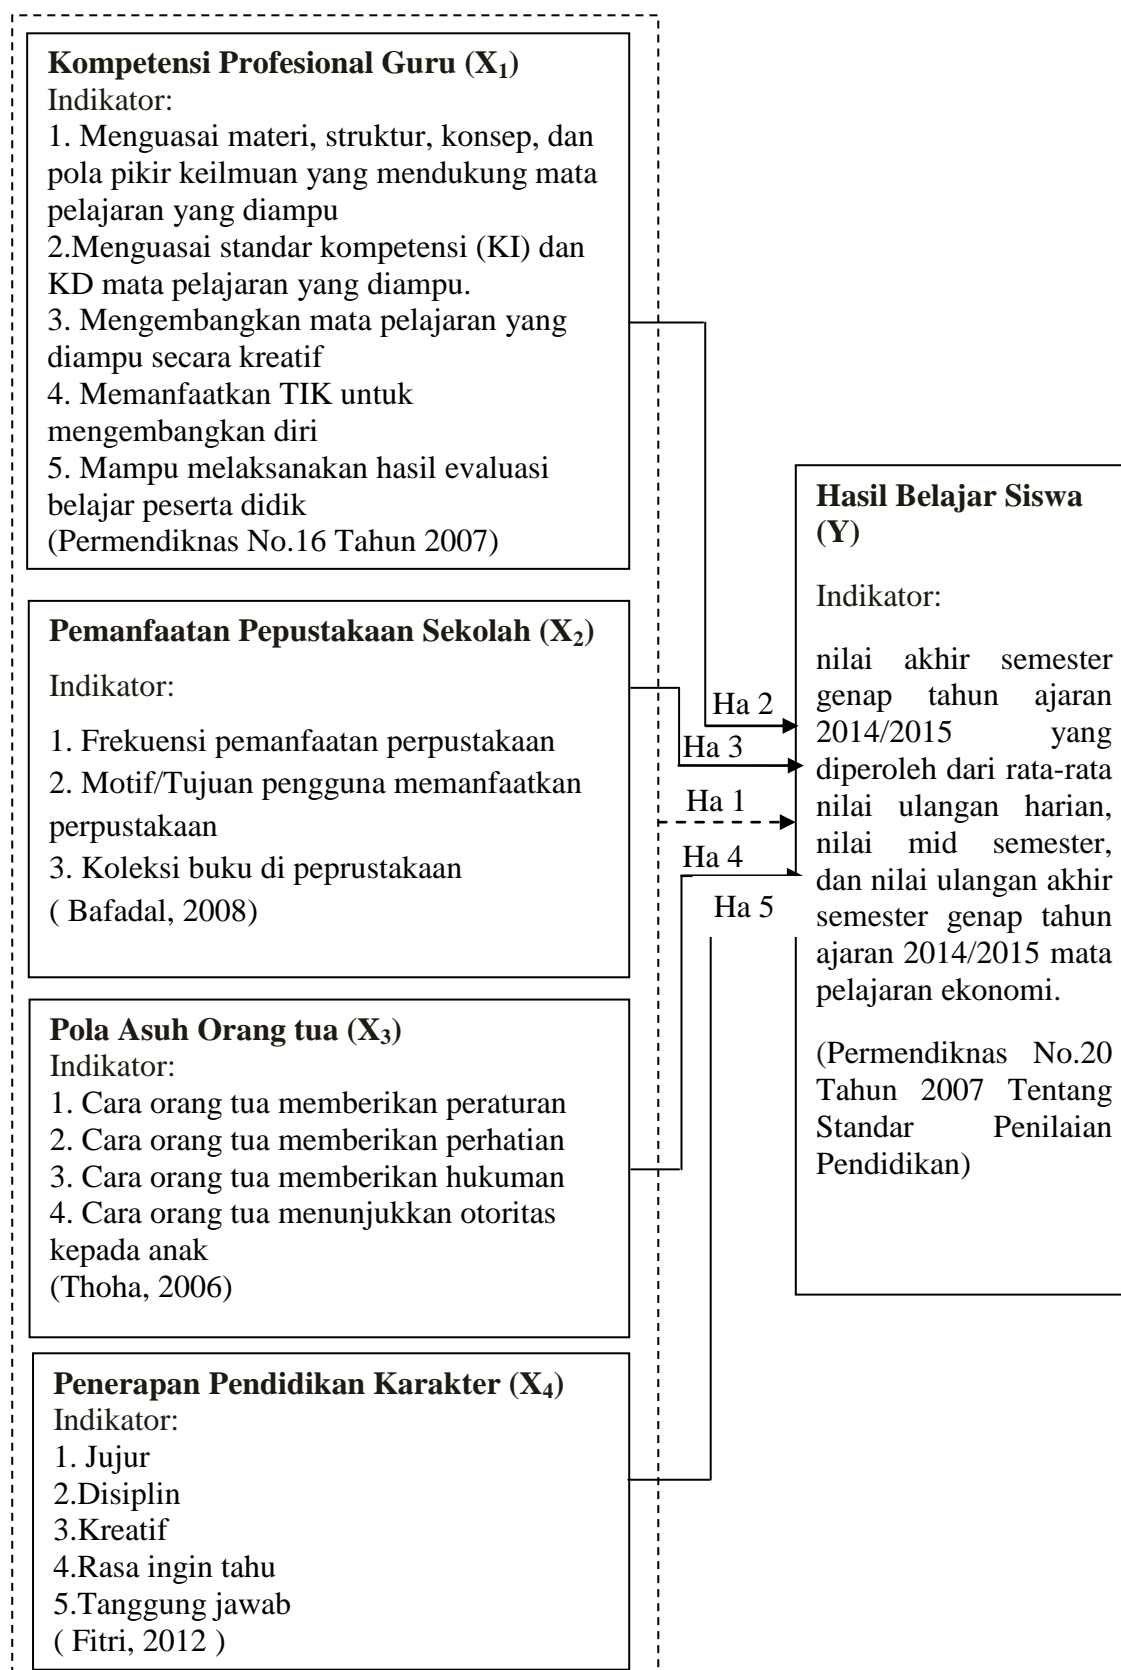 Kompetensi Profesional Guru (X₁)
Indikator:
1. Menguasai materi, struktur, konsep, dan
pola pikir keilmuan yang mendukung mata
pelajaran yang diampu
2.Menguasai standar kompetensi (KI) dan
KD mata pelajaran yang diampu.
3. Mengembangkan mata pelajaran yang
diampu secara kreatif
4. Memanfaatkan TIK untuk
mengembangkan diri
5. Mampu melaksanakan hasil evaluasi
belajar peserta didik
(Permendiknas No.16 Tahun 2007)
Pemanfaatan Pepustakaan Sekolah (X₂)
Indikator:
1. Frekuensi pemanfaatan perpustakaan
2. Motif/Tujuan pengguna memanfaatkan
perpustakaan
3. Koleksi buku di peprustakaan
( Bafadal, 2008)
Pola Asuh Orang tua (X₃)
Indikator:
1. Cara orang tua memberikan peraturan
2. Cara orang tua memberikan perhatian
3. Cara orang tua memberikan hukuman
4. Cara orang tua menunjukkan otoritas
kepada anak
(Thoha, 2006)
Penerapan Pendidikan Karakter (X₄)
Indikator:
1. Jujur
2.Disiplin
3.Kreatif
4.Rasa ingin tahu
5.Tanggung jawab
( Fitri, 2012 )
Ha 2
Ha 3
Ha 1
Ha 4
Ha 5
Hasil Belajar Siswa
(Y)
Indikator:
nilai akhir semester
genap tahun ajaran
2014/2015 yang
diperoleh dari rata-rata
nilai ulangan harian,
nilai mid semester,
dan nilai ulangan akhir
semester genap tahun
ajaran 2014/2015 mata
pelajaran ekonomi.
(Permendiknas No.20
Tahun 2007 Tentang
Standar Penilaian
Pendidikan)